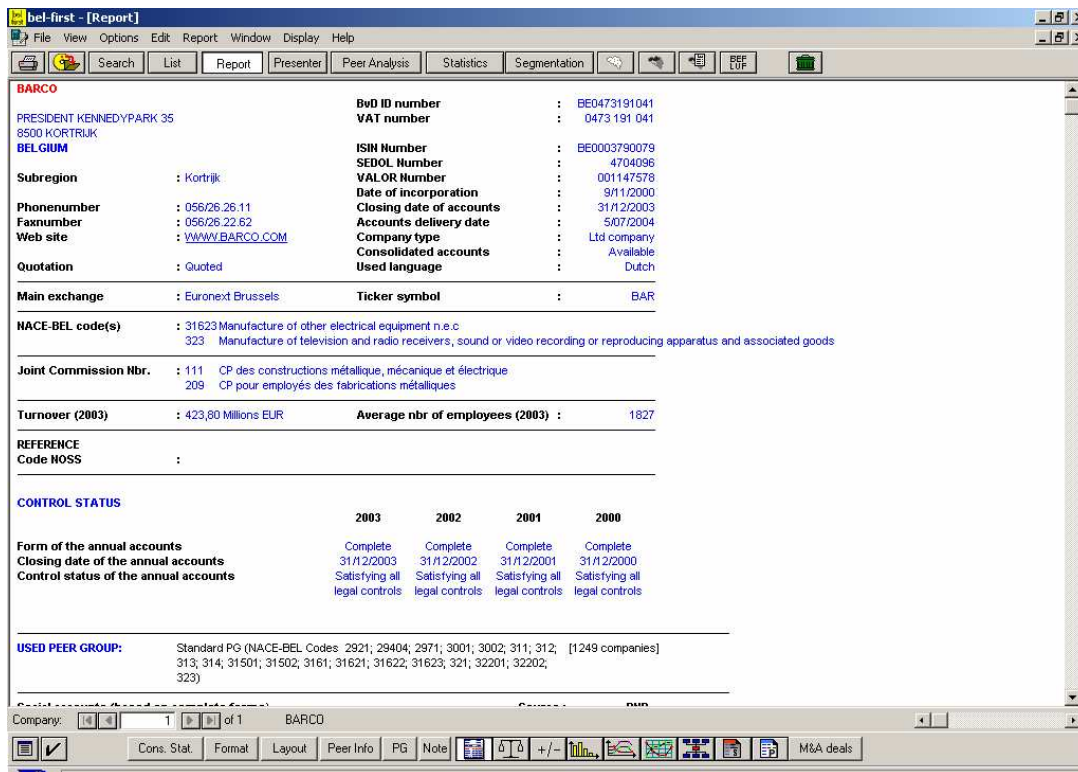 bel-first - [Report]
File View Options Edit Report Window Display Help
Search List Report Presenter Peer Analysis Statistics Segmentation BEF LUF
BARCO
BvD ID number : BE0473191041
PRESIDENT KENNEDYPARK 35 VAT number : 0473 191 041
8500 KORTRIJK
BELGIUM ISIN Number : BE0003790079
SEDOL Number : 4704096
Subregion : Kortrijk VALOR Number : 001147578
Date of incorporation : 9/11/2000
Phonenumber : 056/26.26.11 Closing date of accounts : 31/12/2003
Faxnumber : 056/26.22.62 Accounts delivery date : 5/07/2004
Web site : WWW.BARCO.COM Company type : Ltd company
Consolidated accounts : Available
Quotation : Quoted Used language : Dutch
Main exchange : Euronext Brussels Ticker symbol : BAR
NACE-BEL code(s) : 31623 Manufacture of other electrical equipment n.e.c
323 Manufacture of television and radio receivers, sound or video recording or reproducing apparatus and associated goods
Joint Commission Nbr. : 111 CP des constructions métallique, mécanique et électrique
209 CP pour employés des fabrications métalliques
Turnover (2003) : 423,80 Millions EUR Average nbr of employees (2003) : 1827
REFERENCE
Code NOSS :
CONTROL STATUS
2003 2002 2001 2000
Form of the annual accounts Complete Complete Complete Complete
Closing date of the annual accounts 31/12/2003 31/12/2002 31/12/2001 31/12/2000
Control status of the annual accounts Satisfying all Satisfying all Satisfying all Satisfying all
legal controls legal controls legal controls legal controls
USED PEER GROUP: Standard PG (NACE-BEL Codes 2921; 29404; 2971; 3001; 3002; 311; 312; [1249 companies]
313; 314; 31501; 31502; 3161; 31621; 31622; 31623; 321; 32201; 32202;
323)
Company: 1 of 1 BARCO
Cons. Stat. Format Layout Peer Info PG Note +/- M&A deals